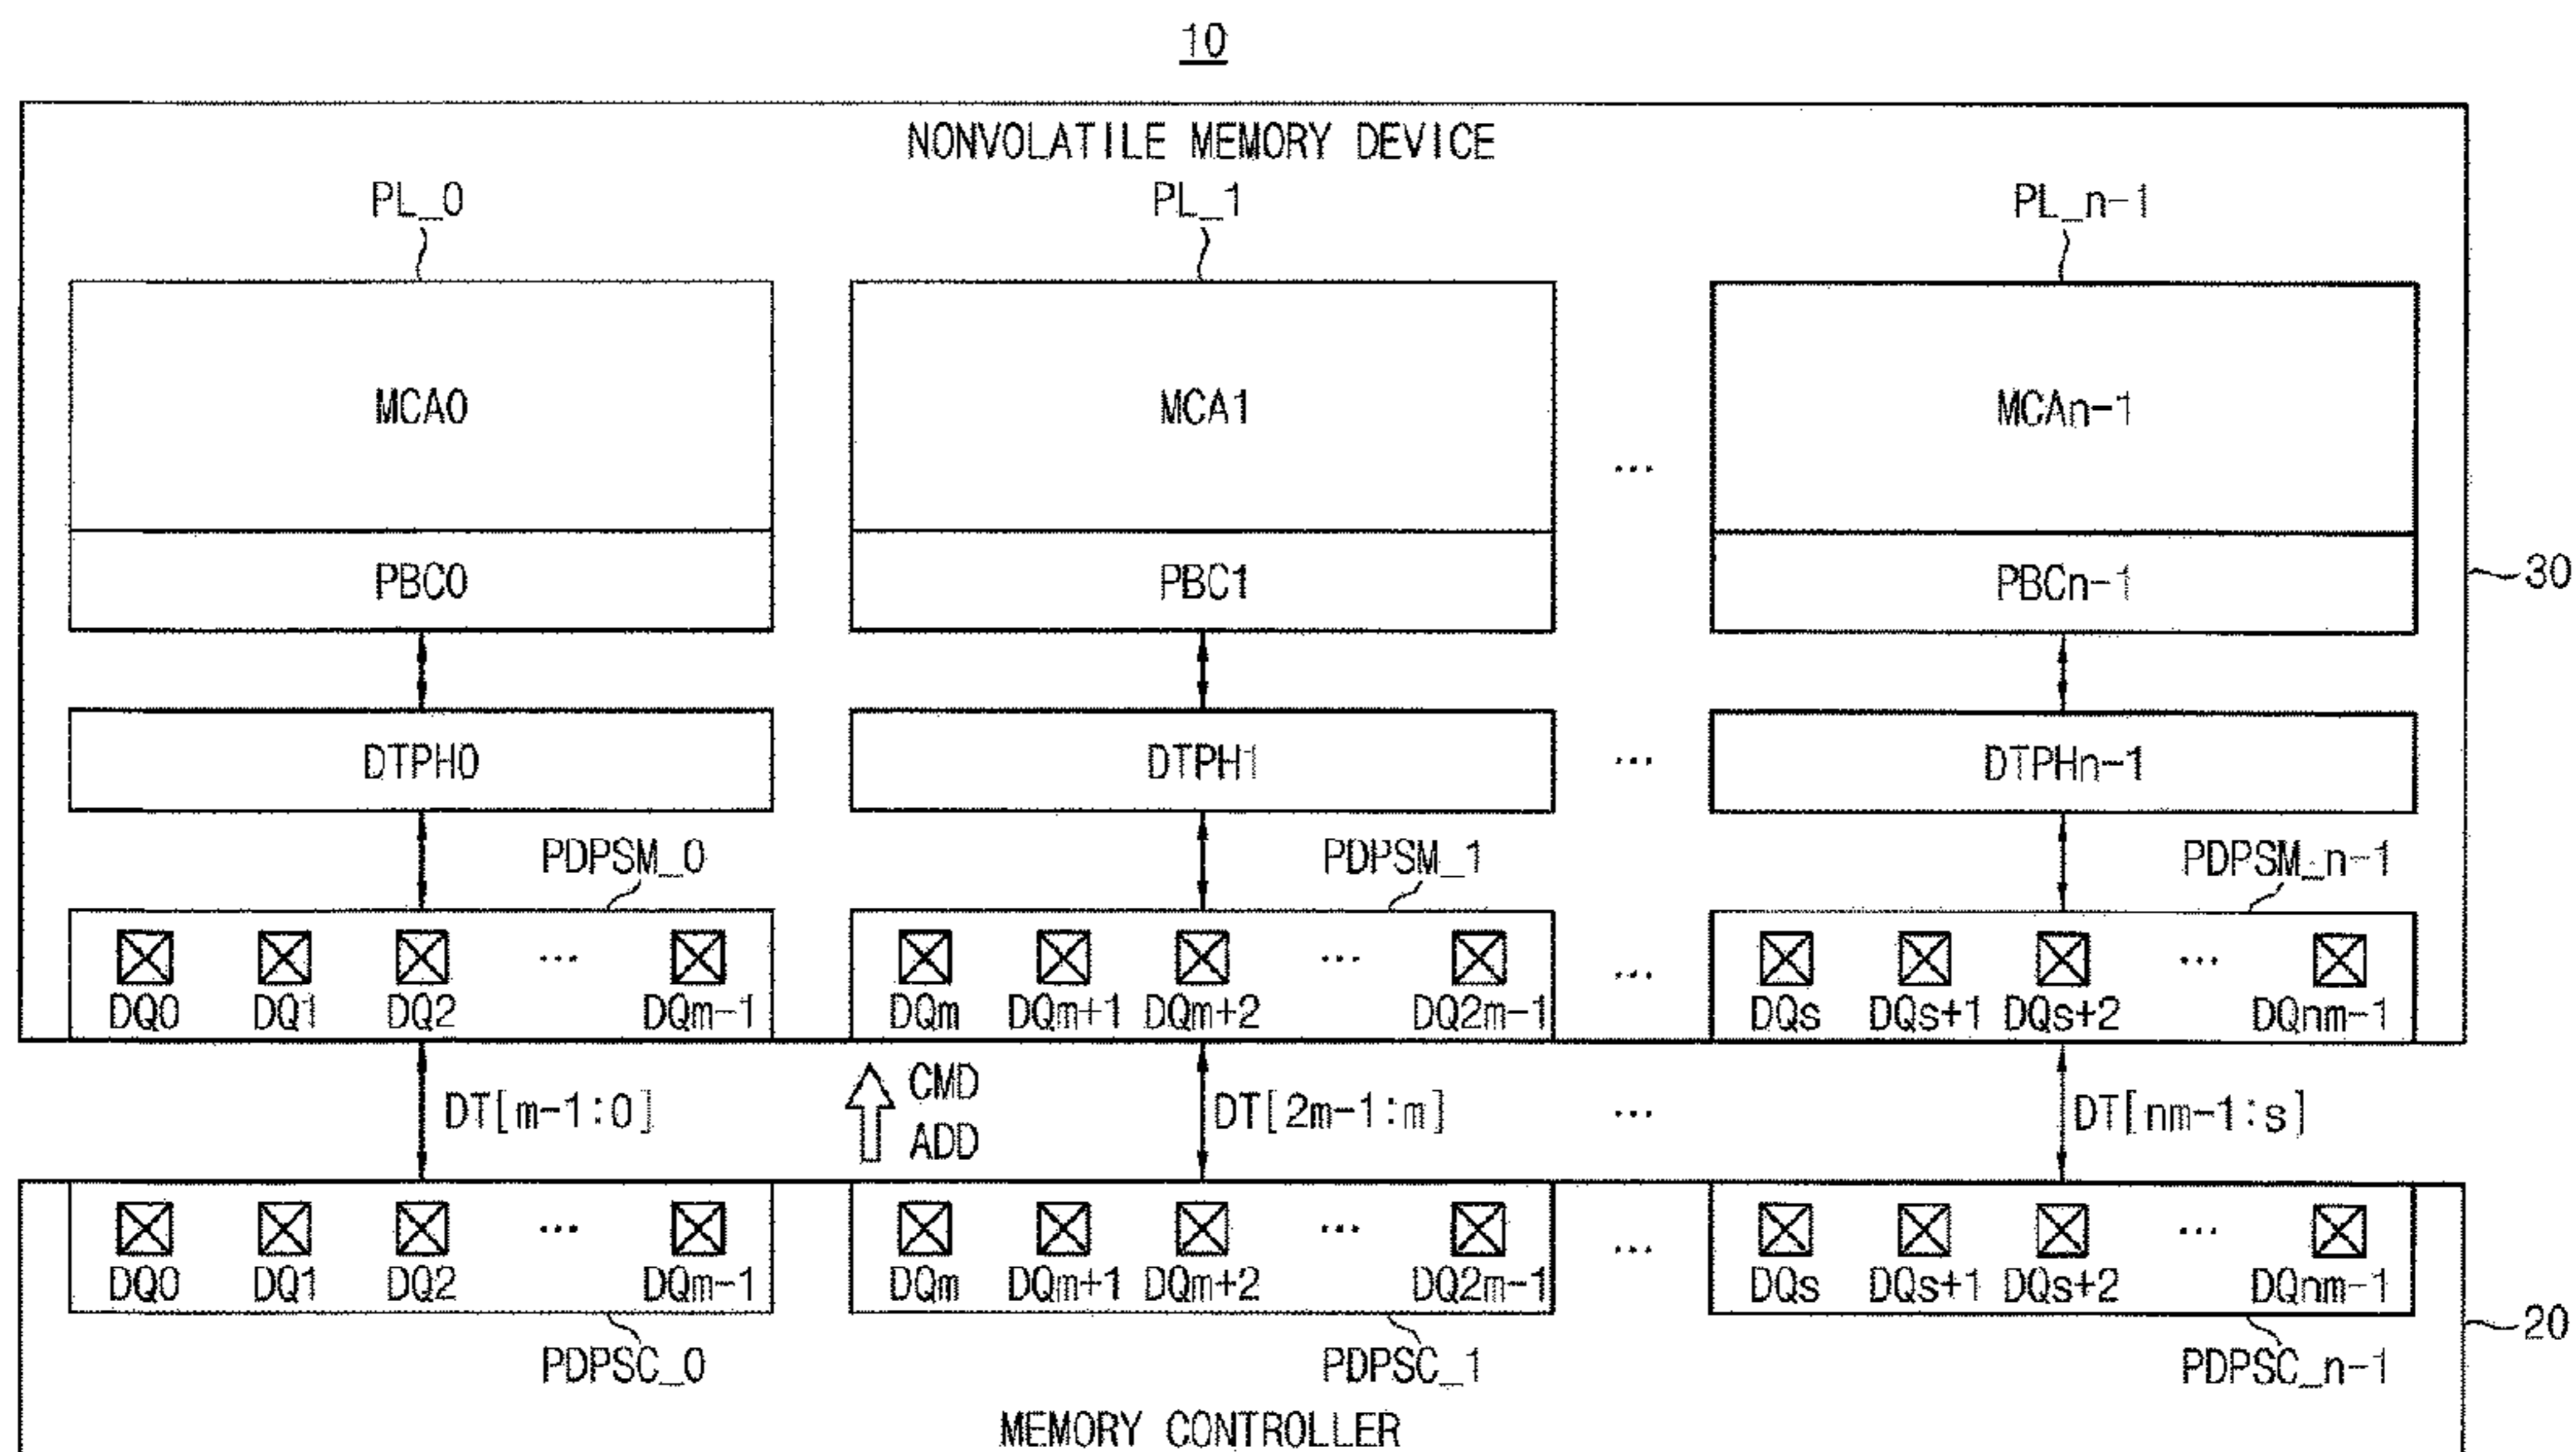 10
NONVOLATILE MEMORY DEVICE
PL_0 PL_1 PL_n-1
MCA0 MCA1 ... MCAn-1
PBC0 PBC1 PBCn-1
30
DTPH0 DTPH1 ... DTPHn-1
PDPSM_0 PDPSM_1 PDPSM_n-1
... ... ... ...
DQ0 DQ1 DQ2 DQm-1 DQm DQm+1 DQm+2 DQ2m-1 DQs DQs+1 DQs+2 DQnm-1
DT[m-1:0] CMD ADD DT[2m-1:m] ... DT[nm-1:s]
... ... ... ...
DQ0 DQ1 DQ2 DQm-1 DQm DQm+1 DQm+2 DQ2m-1 DQs DQs+1 DQs+2 DQnm-1
20
PDPSC_0 PDPSC_1 PDPSC_n-1
MEMORY CONTROLLER